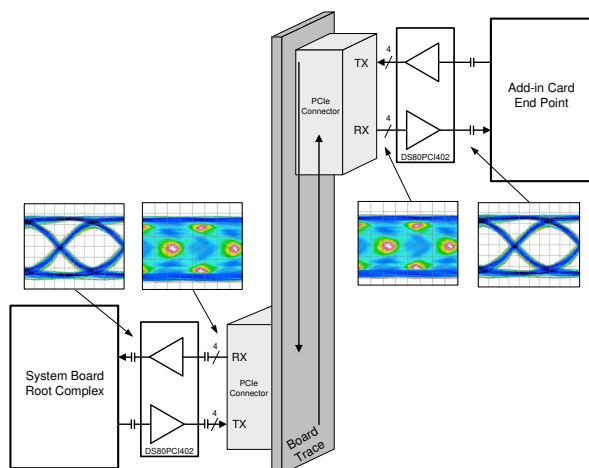 4
TX
Add-in Card
End Point
PCIe
Connector
4
RX
DS80PCI402
4
RX
System Board
Root Complex
PCIe
Connector
4
TX
DS80PCI402
Board
Trace